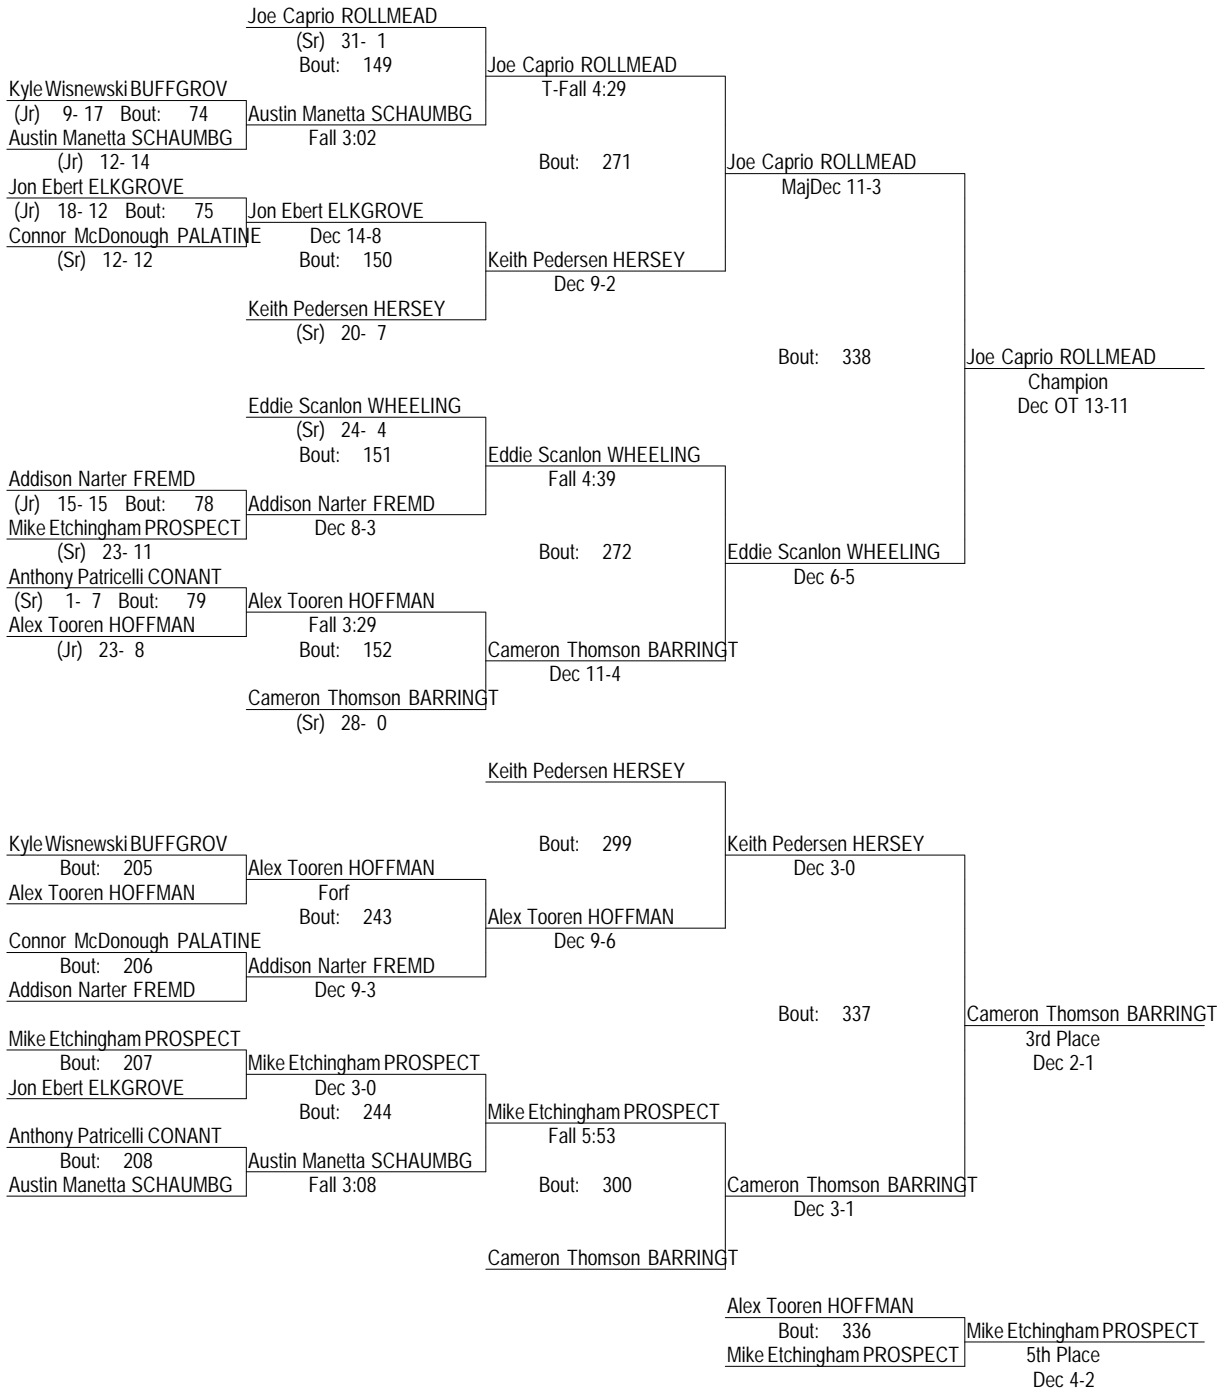 Joe Caprio ROLLMEAD
(Sr) 31- 1
Bout: 149
Joe Caprio ROLLMEAD
T-Fall 4:29
Kyle Wisnewski BUFFGROV
(Jr) 9- 17 Bout: 74
Austin Manetta SCHAUMBG
Austin Manetta SCHAUMBG
Fall 3:02
(Jr) 12- 14
Bout: 271
Joe Caprio ROLLMEAD
MajDec 11-3
Jon Ebert ELKGROVE
(Jr) 18- 12 Bout: 75
Jon Ebert ELKGROVE
Connor McDonough PALATINE
Dec 14-8
(Sr) 12- 12
Bout: 150
Keith Pedersen HERSEY
Dec 9-2
Keith Pedersen HERSEY
(Sr) 20- 7
Bout: 338
Joe Caprio ROLLMEAD
Champion
Dec OT 13-11
Eddie Scanlon WHEELING
(Sr) 24- 4
Bout: 151
Eddie Scanlon WHEELING
Fall 4:39
Addison Narter FREMD
(Jr) 15- 15 Bout: 78
Addison Narter FREMD
Mike Etchingham PROSPECT
Dec 8-3
(Sr) 23- 11
Bout: 272
Eddie Scanlon WHEELING
Dec 6-5
Anthony Patricelli CONANT
(Sr) 1- 7 Bout: 79
Alex Tooren HOFFMAN
Alex Tooren HOFFMAN
Fall 3:29
(Jr) 23- 8
Bout: 152
Cameron Thomson BARRINGT
Dec 11-4
Cameron Thomson BARRINGT
(Sr) 28- 0
Keith Pedersen HERSEY
Kyle Wisnewski BUFFGROV
Bout: 299
Keith Pedersen HERSEY
Dec 3-0
Bout: 205
Alex Tooren HOFFMAN
Alex Tooren HOFFMAN
Forf
Bout: 243
Alex Tooren HOFFMAN
Dec 9-6
Connor McDonough PALATINE
Bout: 206
Addison Narter FREMD
Addison Narter FREMD
Dec 9-3
Bout: 337
Cameron Thomson BARRINGT
3rd Place
Dec 2-1
Mike Etchingham PROSPECT
Bout: 207
Mike Etchingham PROSPECT
Jon Ebert ELKGROVE
Dec 3-0
Bout: 244
Mike Etchingham PROSPECT
Fall 5:53
Anthony Patricelli CONANT
Bout: 208
Austin Manetta SCHAUMBG
Austin Manetta SCHAUMBG
Fall 3:08
Bout: 300
Cameron Thomson BARRINGT
Dec 3-1
Cameron Thomson BARRINGT
Alex Tooren HOFFMAN
Bout: 336
Mike Etchingham PROSPECT
Mike Etchingham PROSPECT
5th Place
Dec 4-2